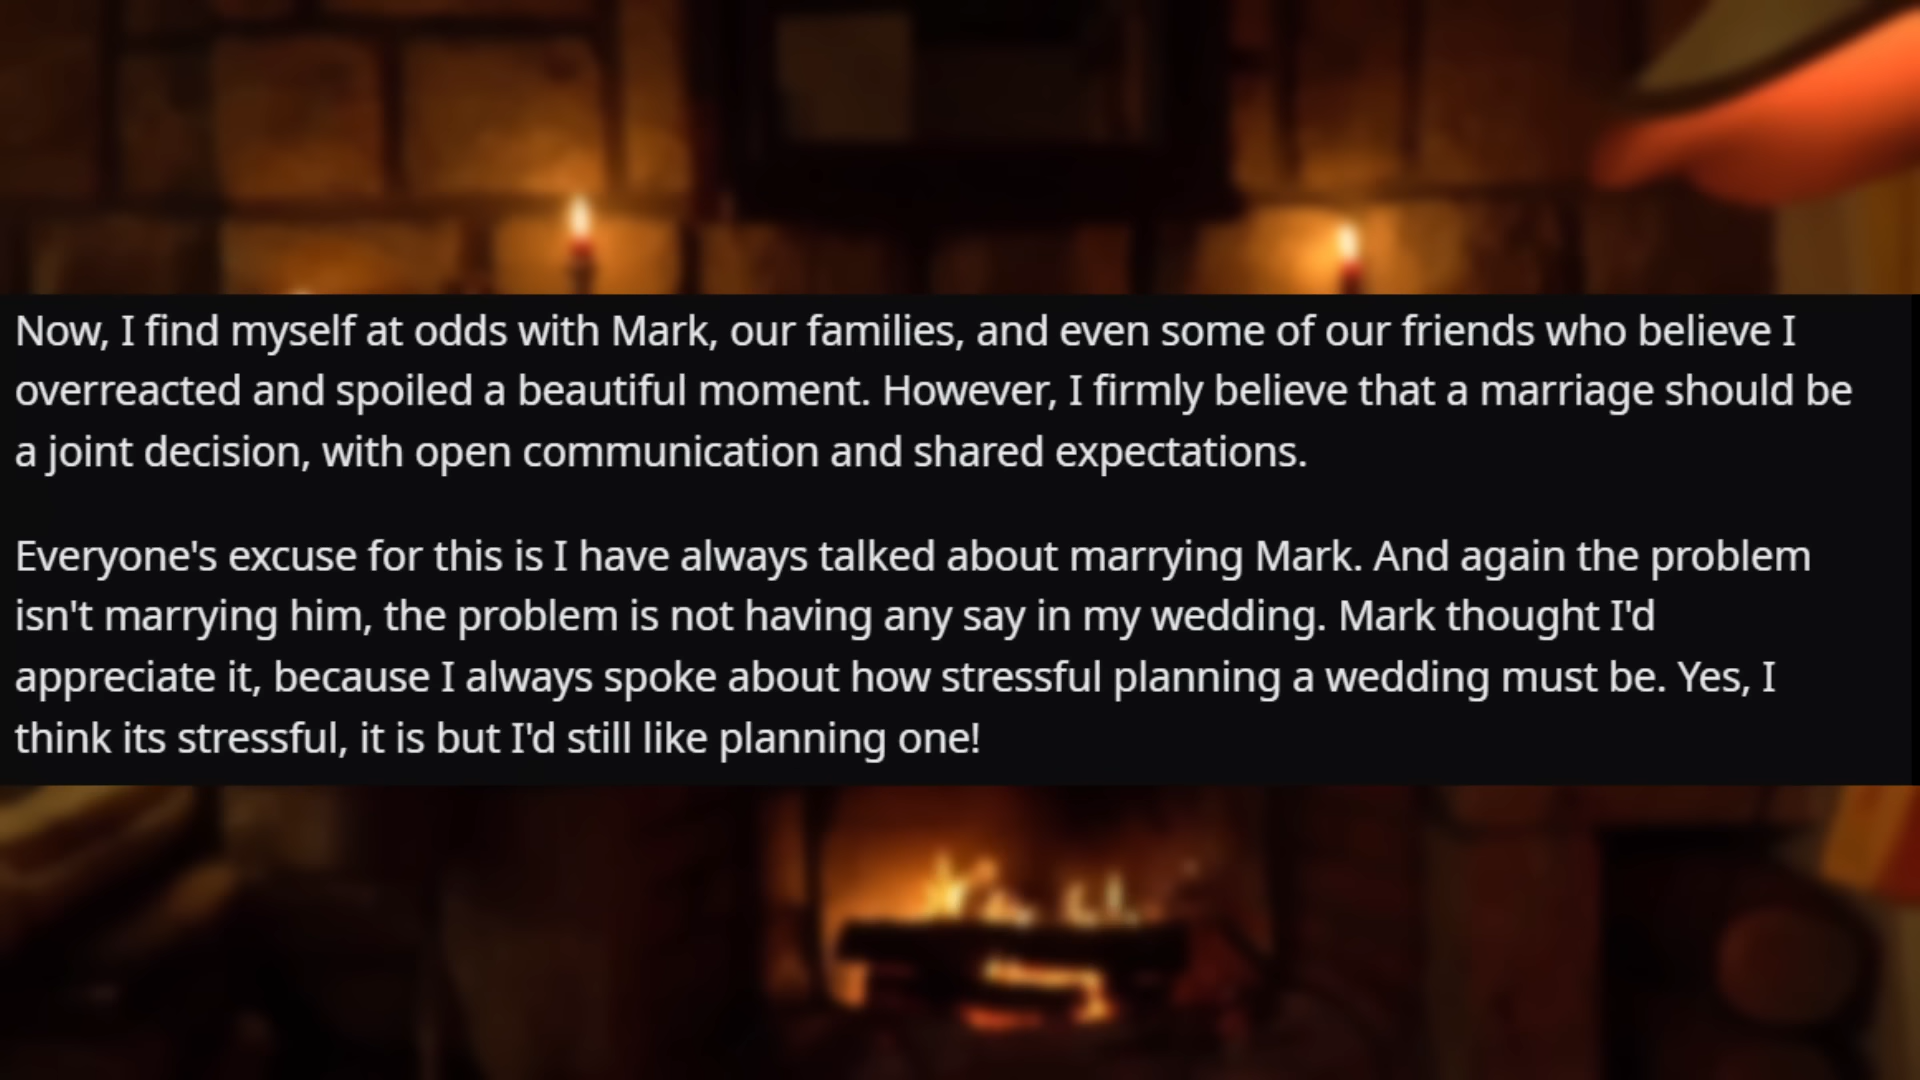 Now, I find myself at odds with Mark, our families, and even some of our friends who believe I
overreacted and spoiled a beautiful moment. However, I firmly believe that a marriage should be
a joint decision, with open communication and shared expectations.
Everyone's excuse for this is I have always talked about marrying Mark. And again the problem
isn't marrying him, the problem is not having any say in my wedding. Mark thought I'd
appreciate it, because I always spoke about how stressful planning a wedding must be. Yes, I
think its stressful, it is but I'd still like planning one!